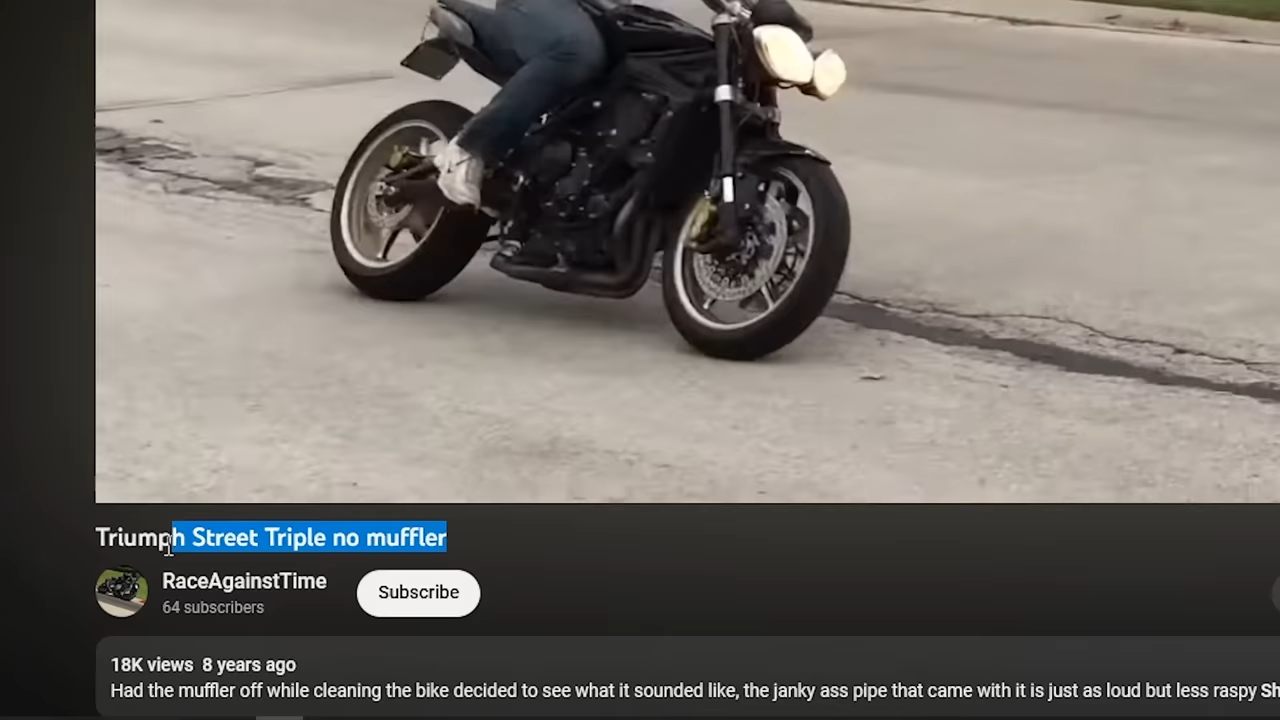 Triumph Street Triple no muffler
RaceAgainstTime
Subscribe
64 subscribers
18K views 8 years ago
Had the muffler off while cleaning the bike decided to see what it sounded like, the janky ass pipe that came with it is just as loud but less raspy